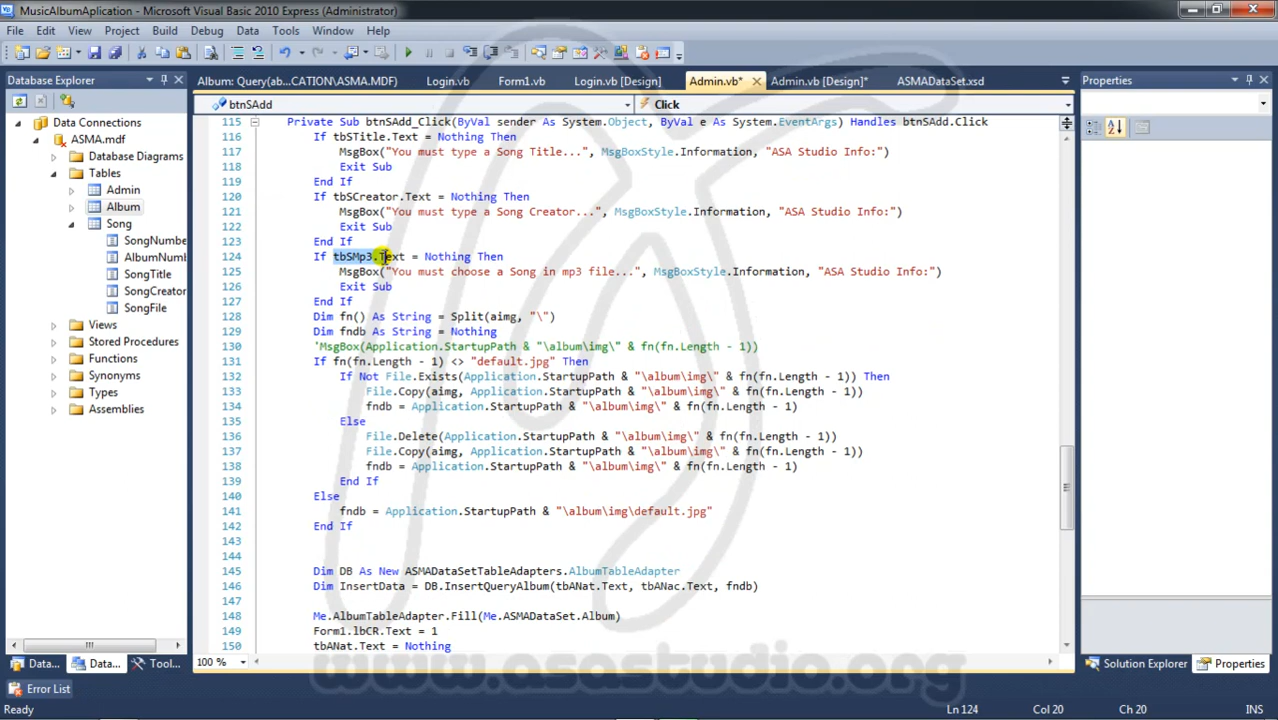 MusicAlbumAplication - Microsoft Visual Basic 2010 Express (Administrator)
File Edit View Project Build Debug Data Tools Window Help
Database Explorer
Album: Query(ab...CATION\ASMA.MDF) Login.vb Form1.vb Login.vb [Design] Admin.vb* Admin.vb [Design]* ASMADataSet.xsd
Properties
btnSAdd Click
Data Connections
ASMA.mdf
Database Diagrams
Tables
Admin
Album
Song
SongNumbe
AlbumNumb
SongTitle
SongCreator
SongFile
Views
Stored Procedures
Functions
Synonyms
Types
Assemblies
115 Private Sub btnSAdd_Click(ByVal sender As System.Object, ByVal e As System.EventArgs) Handles btnSAdd.Click
116 If tbSTitle.Text = Nothing Then
117 MsgBox("You must type a Song Title...", MsgBoxStyle.Information, "ASA Studio Info:")
118 Exit Sub
119 End If
120 If tbSCreator.Text = Nothing Then
121 MsgBox("You must type a Song Creator...", MsgBoxStyle.Information, "ASA Studio Info:")
122 Exit Sub
123 End If
124 If tbSMp3.Text = Nothing Then
125 MsgBox("You must choose a Song in mp3 file...", MsgBoxStyle.Information, "ASA Studio Info:")
126 Exit Sub
127 End If
128 Dim fn() As String = Split(aimg, "\")
129 Dim fndb As String = Nothing
130 'MsgBox(Application.StartupPath & "\album\img\" & fn(fn.Length - 1))
131 If fn(fn.Length - 1) <> "default.jpg" Then
132 If Not File.Exists(Application.StartupPath & "\album\img\" & fn(fn.Length - 1)) Then
133 File.Copy(aimg, Application.StartupPath & "\album\img\" & fn(fn.Length - 1))
134 fndb = Application.StartupPath & "\album\img\" & fn(fn.Length - 1)
135 Else
136 File.Delete(Application.StartupPath & "\album\img\" & fn(fn.Length - 1))
137 File.Copy(aimg, Application.StartupPath & "\album\img\" & fn(fn.Length - 1))
138 fndb = Application.StartupPath & "\album\img\" & fn(fn.Length - 1)
139 End If
140 Else
141 fndb = Application.StartupPath & "\album\img\default.jpg"
142 End If
143
144
145 Dim DB As New ASMADataSetTableAdapters.AlbumTableAdapter
146 Dim InsertData = DB.InsertQueryAlbum(tbANat.Text, tbANac.Text, fndb)
147
148 Me.AlbumTableAdapter.Fill(Me.ASMADataSet.Album)
149 Form1.lbCR.Text = 1
150 tbANat.Text = Nothing
100 %
www.asastudio.org
Data... Data... Tool... Solution Explorer Properties
Error List
Ln 124 Col 20 Ch 20 INS